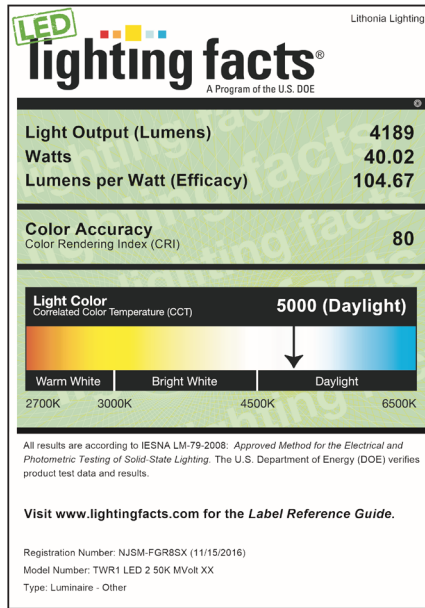 Lithonia Lighting
LED
lighting facts®
A Program of the U.S. DOE
Light Output (Lumens) 4189
Watts 40.02
Lumens per Watt (Efficacy) 104.67
Color Accuracy
Color Rendering Index (CRI) 80
Light Color
Correlated Color Temperature (CCT) 5000 (Daylight)
Warm White Bright White Daylight
2700K 3000K 4500K 6500K
All results are according to IESNA LM-79-2008: Approved Method for the Electrical and
Photometric Testing of Solid-State Lighting. The U.S. Department of Energy (DOE) verifies
product test data and results.
Visit www.lightingfacts.com for the Label Reference Guide.
Registration Number: NJSM-FGR8SX (11/15/2016)
Model Number: TWR1 LED 2 50K MVolt XX
Type: Luminaire - Other